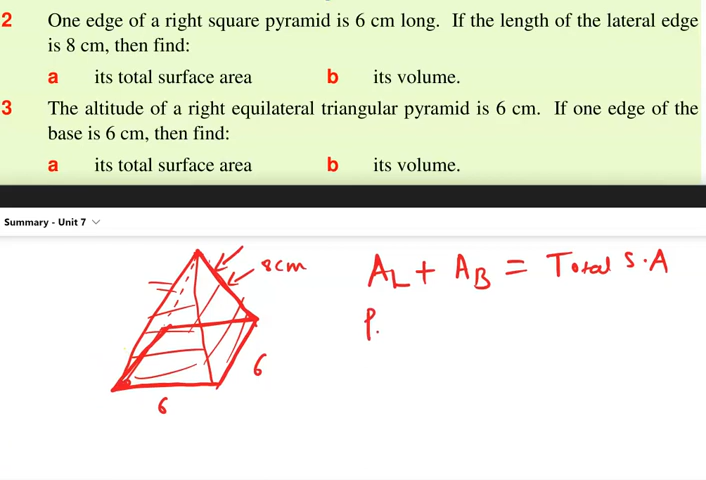 2 One edge of a right square pyramid is 6 cm long. If the length of the lateral edge
is 8 cm, then find:
a its total surface area b its volume.
3 The altitude of a right equilateral triangular pyramid is 6 cm. If one edge of the
base is 6 cm, then find:
a its total surface area b its volume.
Summary - Unit 7
8cm
A_L + A_B = Total S.A
P.
6
6